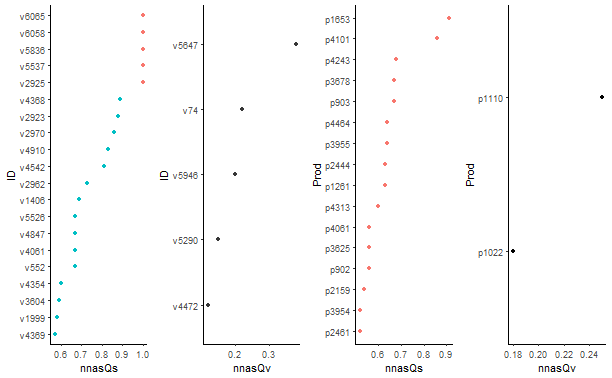 v6065
v6058
v5836
v5537
v2925
v4368
v2923
v2970
v4910
v4542
v2962
v1406
v5526
v4847
v4061
v552
v4354
v3604
v1999
v4369
ID
0.6 0.7 0.8 0.9 1.0
nnasQs
v5647
v74
v5946
v5290
v4472
ID
0.2 0.3
nnasQv
p1653
p4101
p4243
p3678
p903
p4464
p3955
p2444
p1281
p4313
p4061
p3625
p902
p2159
p3954
p2461
Prod
0.6 0.7 0.8 0.9
nnasQs
p1110
p1022
Prod
0.18 0.20 0.22 0.24
nnasQv